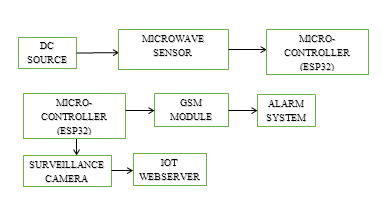 DC
SOURCE
MICROWAVE
SENSOR
MICRO-
CONTROLLER
(ESP32)
MICRO-
CONTROLLER
(ESP32)
GSM
MODULE
ALARM
SYSTEM
SURVEILLANCE
CAMERA
IOT
WEBSERVER